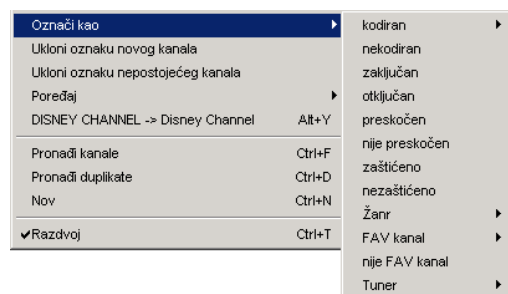 Označi kao
Ukloni oznaku novog kanala
Ukloni oznaku nepostojećeg kanala
Poređaj
DISNEY CHANNEL -> Disney Channel Alt+Y
Pronađi kanale Ctrl+F
Pronađi duplikate Ctrl+D
Nov Ctrl+N
Razdvoj Ctrl+T
kodiran
nekodiran
zaključan
otključan
preskočen
nije preskočen
zaštićeno
nezaštićeno
Žanr
FAV kanal
nije FAV kanal
Tuner